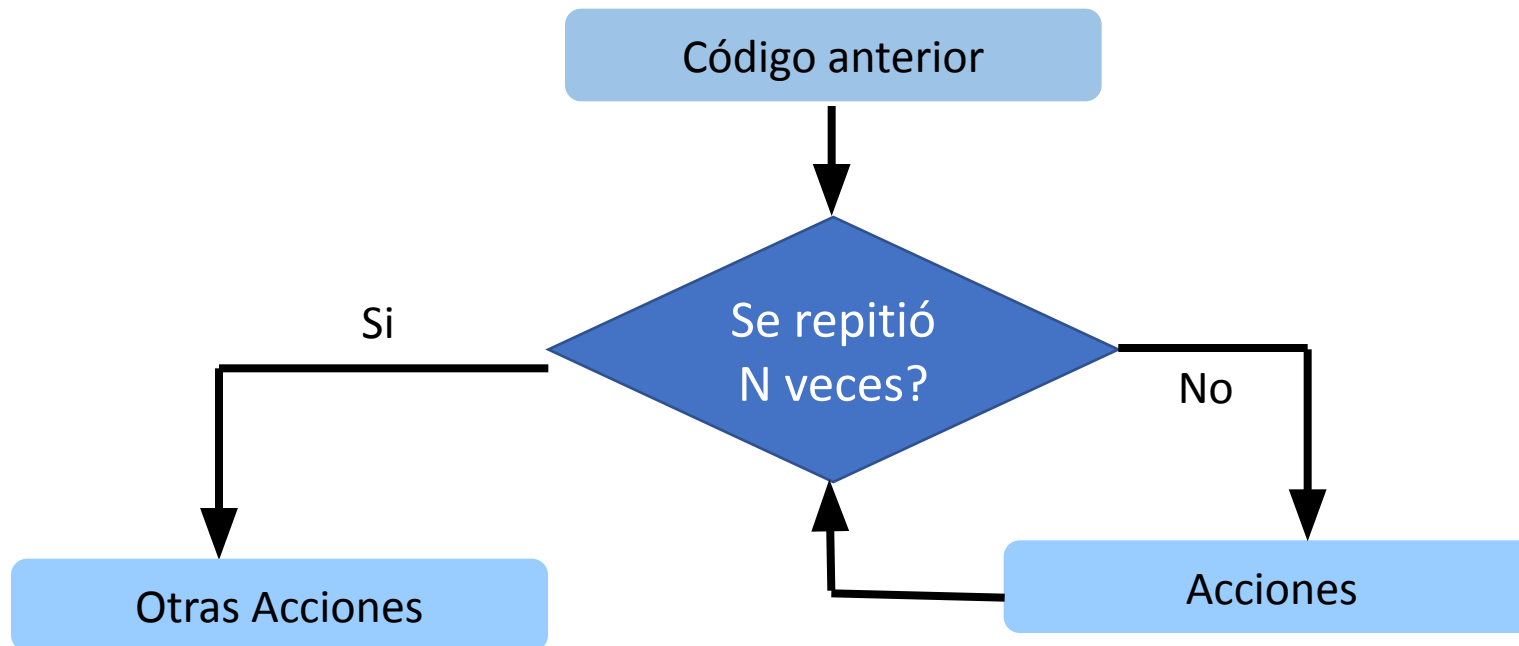 Código anterior
Si
Se repitió
N veces?
No
Otras Acciones
Acciones